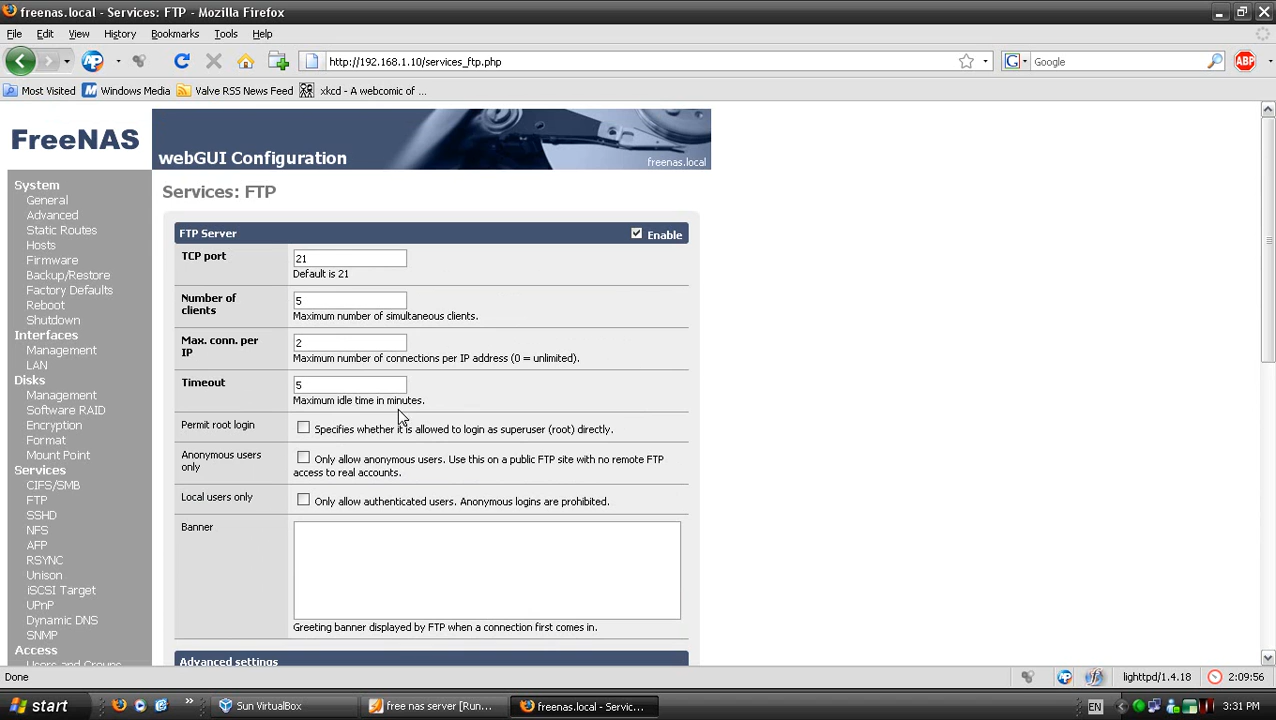 freenas.local - Services: FTP - Mozilla Firefox
File Edit View History Bookmarks Tools Help
http://192.168.1.10/services_ftp.php
G Google
ABP
Most Visited Windows Media Valve RSS News Feed xkcd - A webcomic of ...
FreeNAS
webGUI Configuration
freenas.local
System
General
Advanced
Static Routes
Hosts
Firmware
Backup/Restore
Factory Defaults
Reboot
Shutdown
Interfaces
Management
LAN
Disks
Management
Software RAID
Encryption
Format
Mount Point
Services
CIFS/SMB
FTP
SSHD
NFS
AFP
RSYNC
Unison
iSCSI Target
UPnP
Dynamic DNS
SNMP
Access
Users and Groups
Services: FTP
FTP Server Enable
TCP port
21
Default is 21
Number of
clients
5
Maximum number of simultaneous clients.
Max. conn. per
IP
2
Maximum number of connections per IP address (0 = unlimited).
Timeout
5
Maximum idle time in minutes.
Permit root login
Specifies whether it is allowed to login as superuser (root) directly.
Anonymous users
only
Only allow anonymous users. Use this on a public FTP site with no remote FTP
access to real accounts.
Local users only
Only allow authenticated users. Anonymous logins are prohibited.
Banner
Greeting banner displayed by FTP when a connection first comes in.
Advanced settings
Done
lighttpd/1.4.18 2:09:56
start
Sun VirtualBox
free nas server [Run...
freenas.local - Servic...
EN
3:31 PM